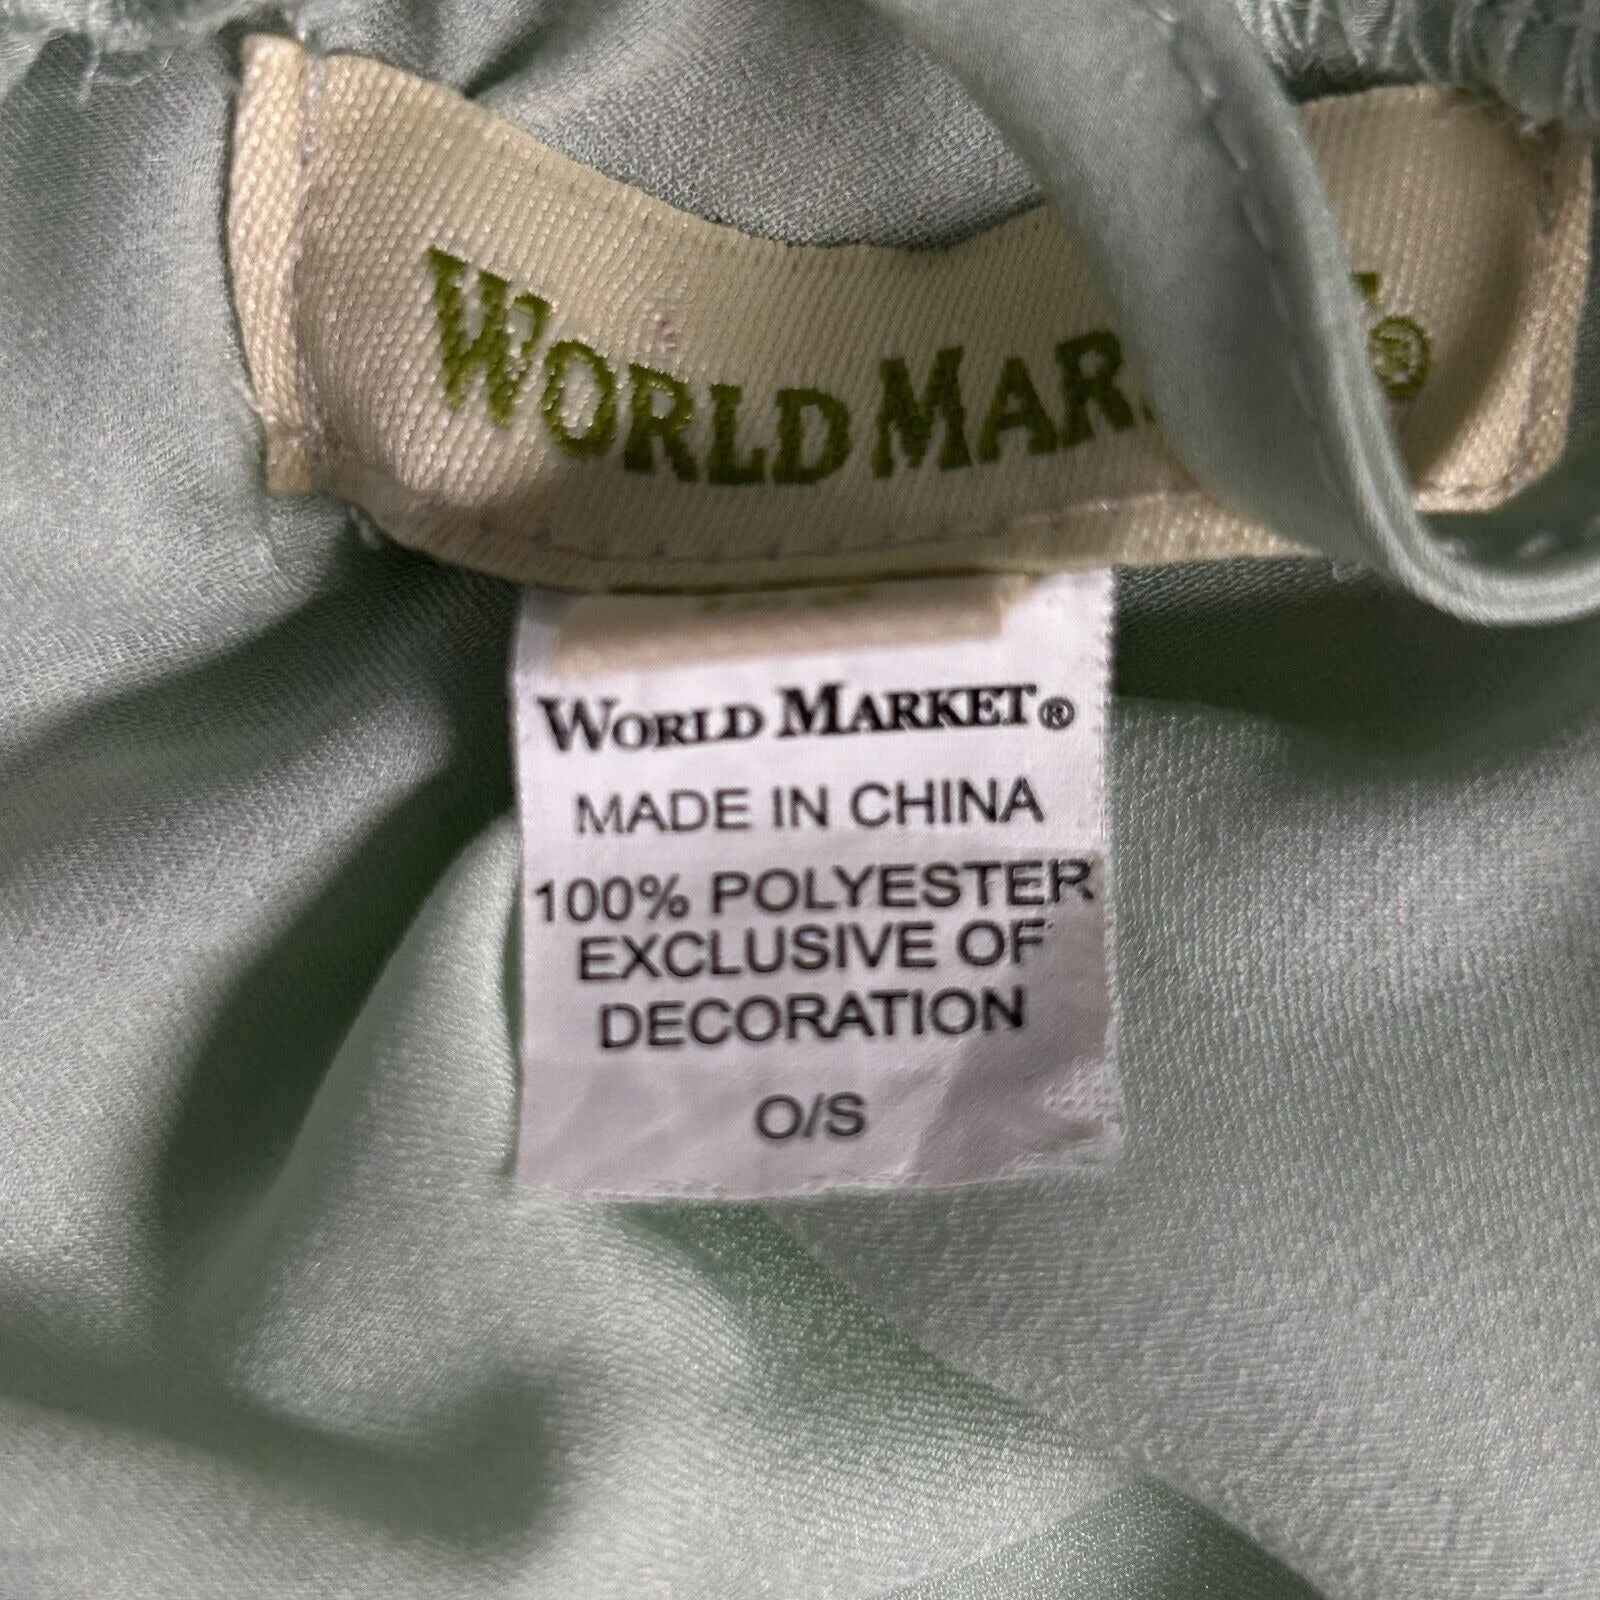 WORLD MAR T®
WORLD MARKET®
MADE IN CHINA
100% POLYESTER
EXCLUSIVE OF
DECORATION
O/S